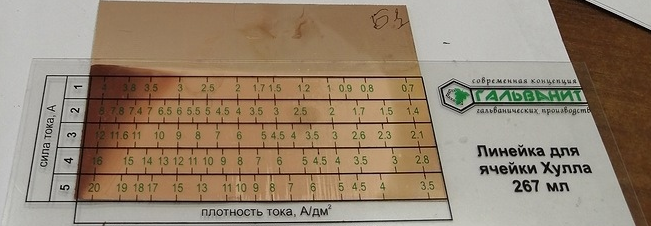 современная концепция
ГАЛЬВАНИТ
гальванических производств
Линейка для
ячейки Хулла
267 мл
сила тока, А
1 4 3.8 3.5 3 2.5 2 1.7 1.5 1.2 1 0.9 0.8 0.7
2 8 7.8 7.4 7 6.5 6 5.5 5 4.5 4 3.5 3 2.5 2 1.7 1.5 1.4
3 12 11.6 11 10 9 8 7 6 5 4.5 4 3.5 3 2.6 2.3 2.1
4 16 15 14 13 12 11 10 9 8 7 6 5 4.5 4 3.5 3 2.8
5 20 19 18 17 15 13 11 10 9 8 7 6 5 4.5 4 3.5
плотность тока, А/дм²